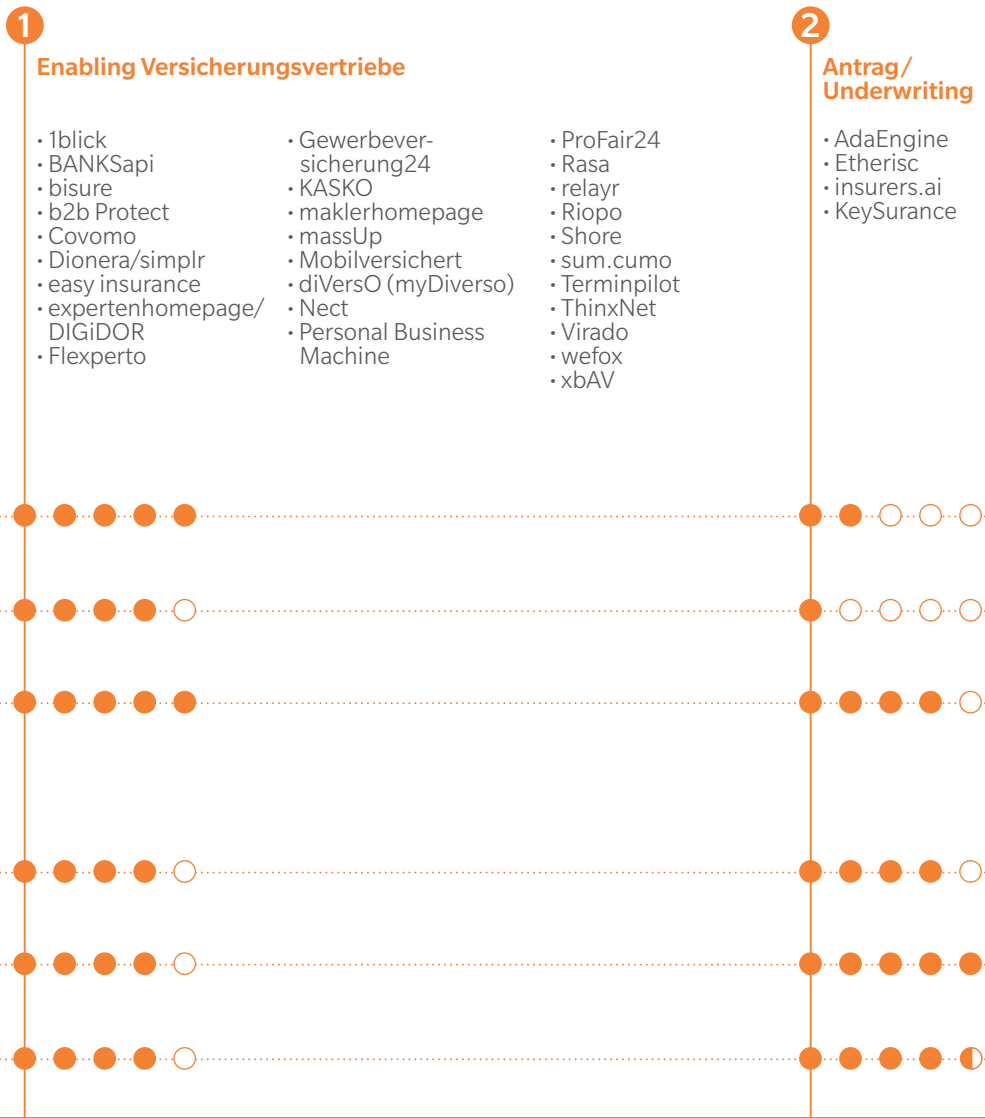 1
Enabling Versicherungsvertriebe
• 1blick
• BANKSapi
• bisure
• b2b Protect
• Covomo
• Dionera/simplr
• easy insurance
• expertenhomepage/
DIGiDOR
• Flexperto
• Gewerbever-
sicherung24
• KASKO
• maklerhomepage
• massUp
• Mobilversichert
• diVersO (myDiverso)
• Nect
• Personal Business
Machine
• ProFair24
• Rasa
• relayr
• Riopo
• Shore
• sum.cumo
• Terminpilot
• ThinxNet
• Virado
• wefox
• xbAV
2
Antrag/
Underwriting
• AdaEngine
• Etherisc
• insurers.ai
• KeySurance